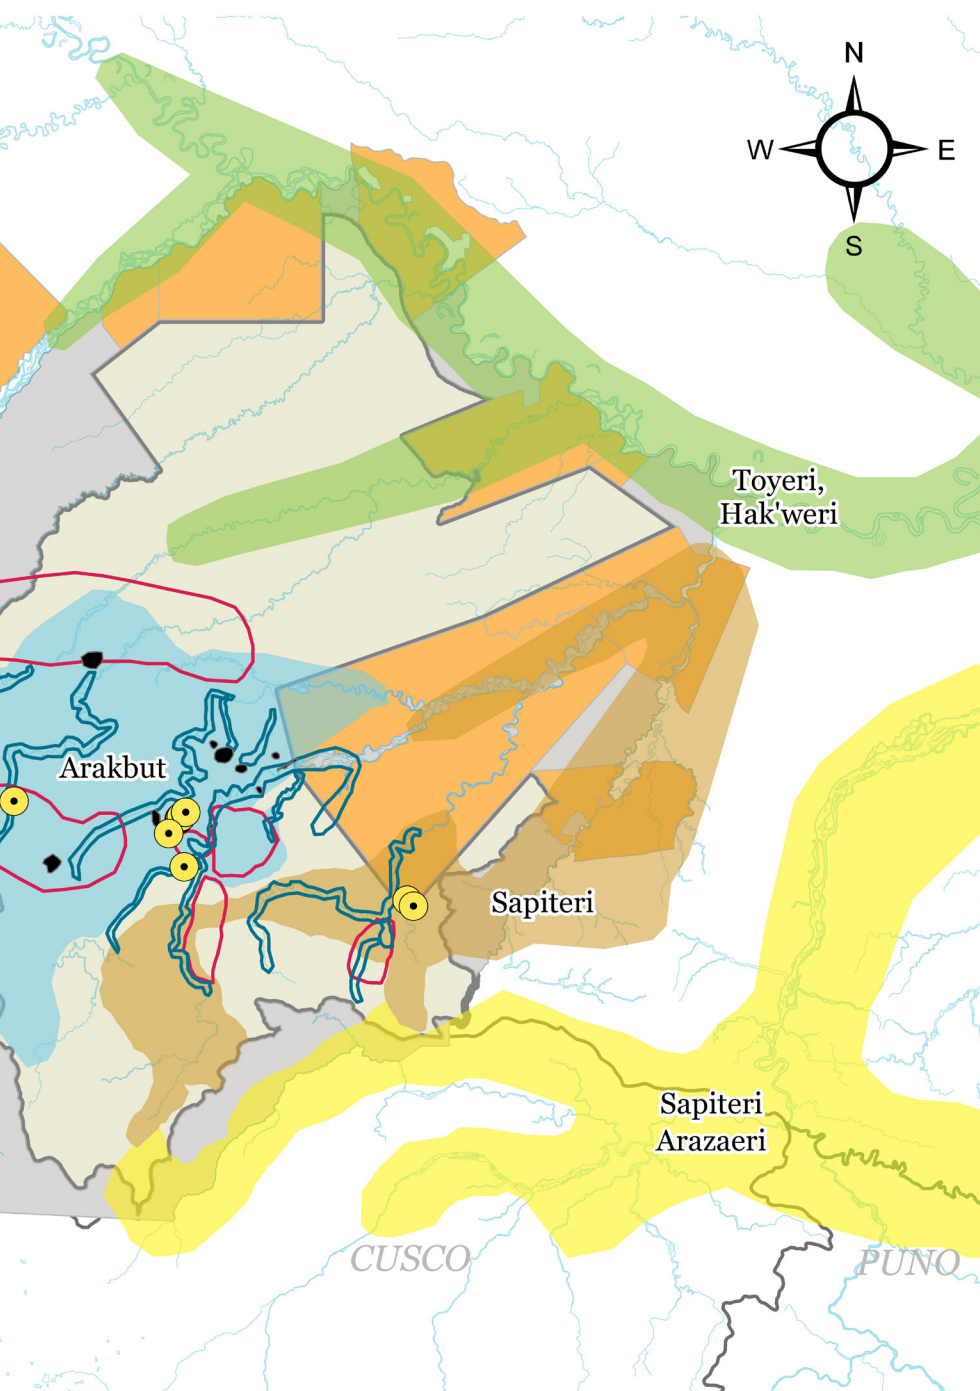 N
W E
S
Toyeri,
Hak'weri
Arakbut
Sapiteri
Sapiteri
Arazaeri
CUSCO
PUNO